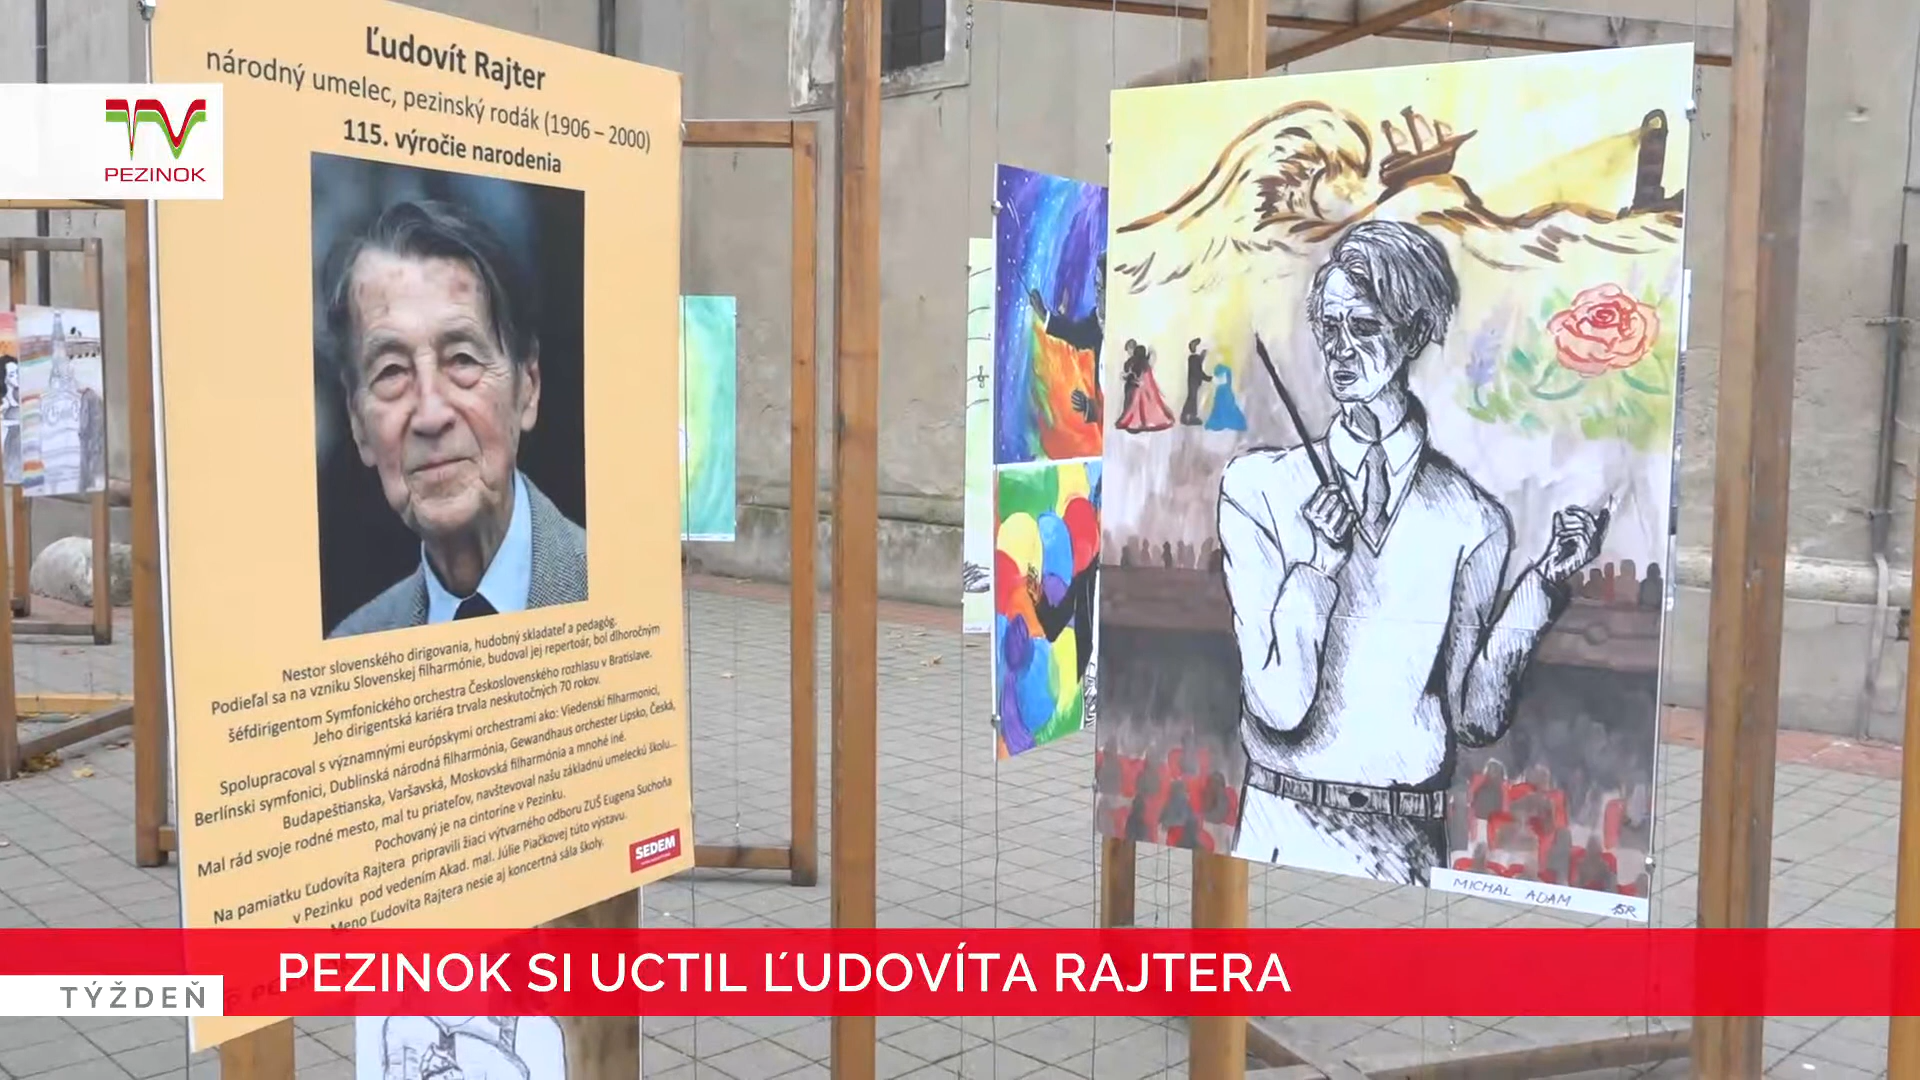 Ľudovít Rajter
národný umelec, pezinský rodák (1906 – 2000)
115. výročie narodenia
TV
PEZINOK
Nestor slovenského dirigovania, hudobný skladateľ a pedagóg.
Podieľal sa na vzniku Slovenskej filharmónie, budoval jej repertoár, bol dlhoročným
šéfdirigentom Symfonického orchestra Československého rozhlasu v Bratislave.
Jeho dirigentská kariéra trvala neskutočných 70 rokov.
Spolupracoval s významnými európskymi orchestrami ako: Viedenskí filharmonici,
Berlínski symfonici, Dublinská národná filharmónia, Gewandhaus orchester Lipsko, Česká,
Budapeštianska, Varšavská, Moskovská filharmónia a mnohé iné.
Mal rád svoje rodné mesto, mal tu priateľov, navštevoval našu základnú umeleckú školu...
Pochovaný je na cintoríne v Pezinku.
Na pamiatku Ľudovíta Rajtera pripravili žiaci výtvarného odboru ZUŠ Eugena Suchoňa
v Pezinku pod vedením Akad. mal. Júlie Piačkovej túto výstavu.
Meno Ľudovíta Rajtera nesie aj koncertná sála školy.
SEDEM
MICHAL ADAM
PEZINOK SI UCTIL ĽUDOVÍTA RAJTERA
TÝŽDEŇ